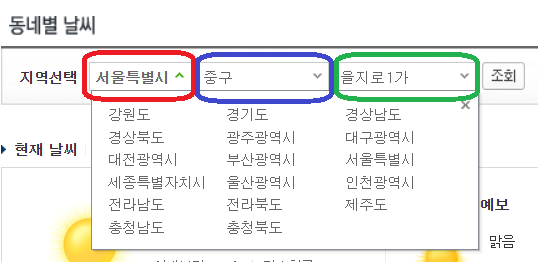 동네별 날씨
지역선택 서울특별시 중구 을지로1가 조회
강원도 경기도 경상남도
경상북도 광주광역시 대구광역시
현재 날씨
대전광역시 부산광역시 서울특별시
세종특별자치시 울산광역시 인천광역시
전라남도 전라북도 제주도
예보
충청남도 충청북도
맑음